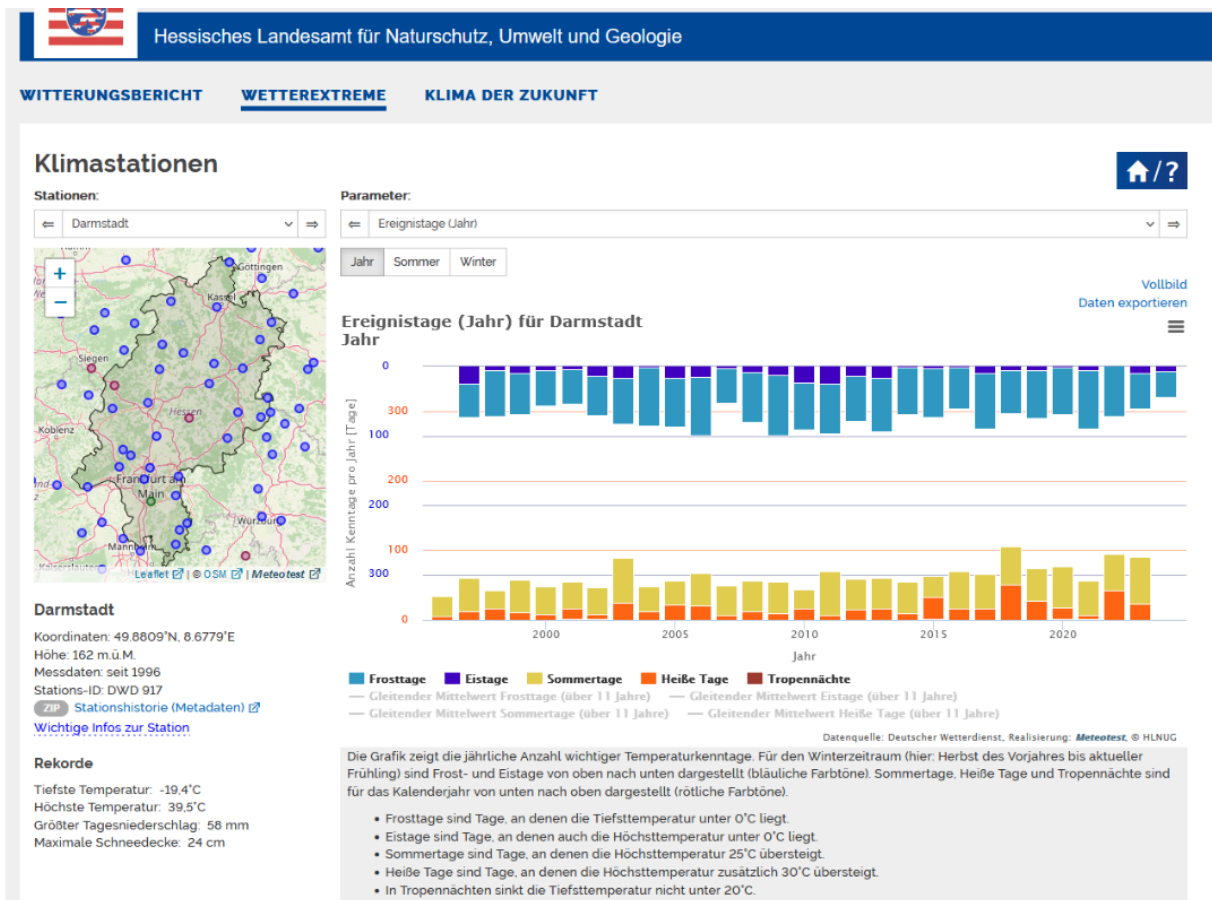 Hessisches Landesamt für Naturschutz, Umwelt und Geologie
WITTERUNGSBERICHT WETTEREXTREME KLIMA DER ZUKUNFT
Klimastationen
/?
Stationen:
⇐ Darmstadt ⇒
Parameter:
⇐ Ereignistage (Jahr) ⇒
Jahr Sommer Winter
+
−
Göttingen
Kassel
Siegen
Hessen
Koblenz
Frankfurt am
Main
Würzburg
Mannheim
Leaflet | © OSM | Meteotest
Vollbild
Daten exportieren
Ereignistage (Jahr) für Darmstadt
Jahr
Anzahl Kenntage pro Jahr [Tage]
0
300
100
200
200
100
300
0
2000 2005 2010 2015 2020
Jahr
Frosttage Eistage Sommertage Heiße Tage Tropennächte
Gleitender Mittelwert Frosttage (über 11 Jahre) Gleitender Mittelwert Eistage (über 11 Jahre)
Gleitender Mittelwert Sommertage (über 11 Jahre) Gleitender Mittelwert Heiße Tage (über 11 Jahre)
Datenquelle: Deutscher Wetterdienst, Realisierung: Meteotest, © HLNUG
Darmstadt
Koordinaten: 49.8809°N, 8.6779°E
Höhe: 162 m.ü.M.
Messdaten: seit 1996
Stations-ID: DWD 917
ZIP Stationshistorie (Metadaten)
Wichtige Infos zur Station
Rekorde
Tiefste Temperatur: -19,4°C
Höchste Temperatur: 39,5°C
Größter Tagesniederschlag: 58 mm
Maximale Schneedecke: 24 cm
Die Grafik zeigt die jährliche Anzahl wichtiger Temperaturkenntage. Für den Winterzeitraum (hier: Herbst des Vorjahres bis aktueller
Frühling) sind Frost- und Eistage von oben nach unten dargestellt (bläuliche Farbtöne). Sommertage, Heiße Tage und Tropennächte sind
für das Kalenderjahr von unten nach oben dargestellt (rötliche Farbtöne).
• Frosttage sind Tage, an denen die Tiefsttemperatur unter 0°C liegt.
• Eistage sind Tage, an denen auch die Höchsttemperatur unter 0°C liegt.
• Sommertage sind Tage, an denen die Höchsttemperatur 25°C übersteigt.
• Heiße Tage sind Tage, an denen die Höchsttemperatur zusätzlich 30°C übersteigt.
• In Tropennächten sinkt die Tiefsttemperatur nicht unter 20°C.